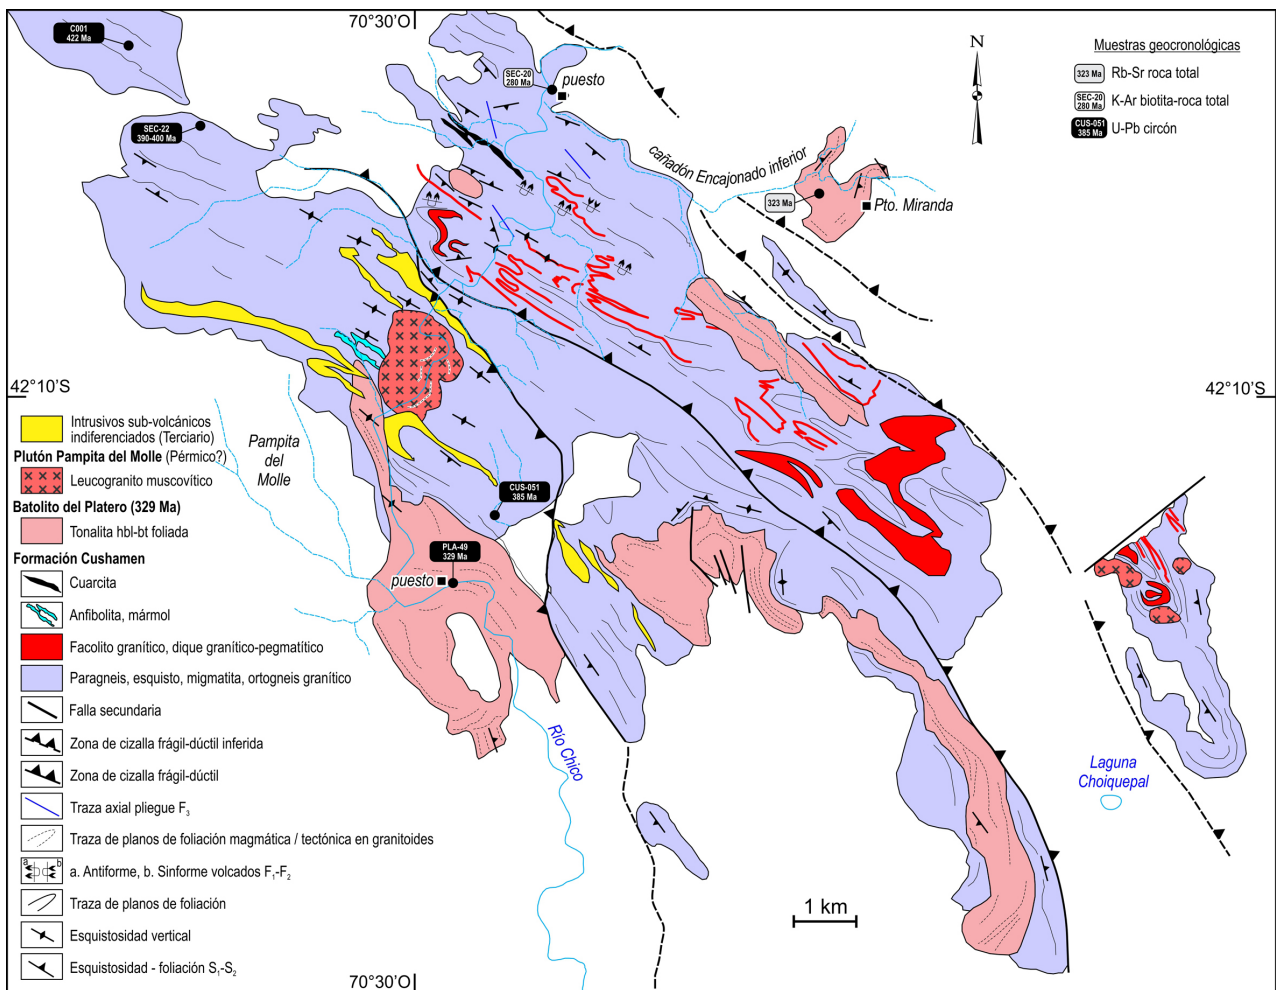 70°30'O
C001
422 Ma
SEC-22
390-400 Ma
SEC-20
280 Ma
puesto
N
Muestras geocronológicas
323 Ma
Rb-Sr roca total
SEC-20
280 Ma
K-Ar biotita-roca total
CUS-051
385 Ma
U-Pb circón
cañadón Encajonado inferior
323 Ma
Pto. Miranda
42°10'S
42°10'S
Intrusivos sub-volcánicos
indiferenciados (Terciario)
Plutón Pampita del Molle (Pérmico?)
Leucogranito muscovítico
Batolito del Platero (329 Ma)
Tonalita hbl-bt foliada
Formación Cushamen
Cuarcita
Anfibolita, mármol
Facolito granítico, dique granítico-pegmatítico
Paragneis, esquisto, migmatita, ortogneis granítico
Falla secundaria
Zona de cizalla frágil-dúctil inferida
Zona de cizalla frágil-dúctil
Traza axial pliegue F₃
Traza de planos de foliación magmática / tectónica en granitoides
a b
a. Antiforme, b. Sinforme volcados F₁-F₂
Traza de planos de foliación
Esquistosidad vertical
Esquistosidad - foliación S₁-S₂
Pampita
del
Molle
CUS-051
385 Ma
PLA-49
329 Ma
puesto
Río Chico
Laguna
Choiquepal
1 km
70°30'O